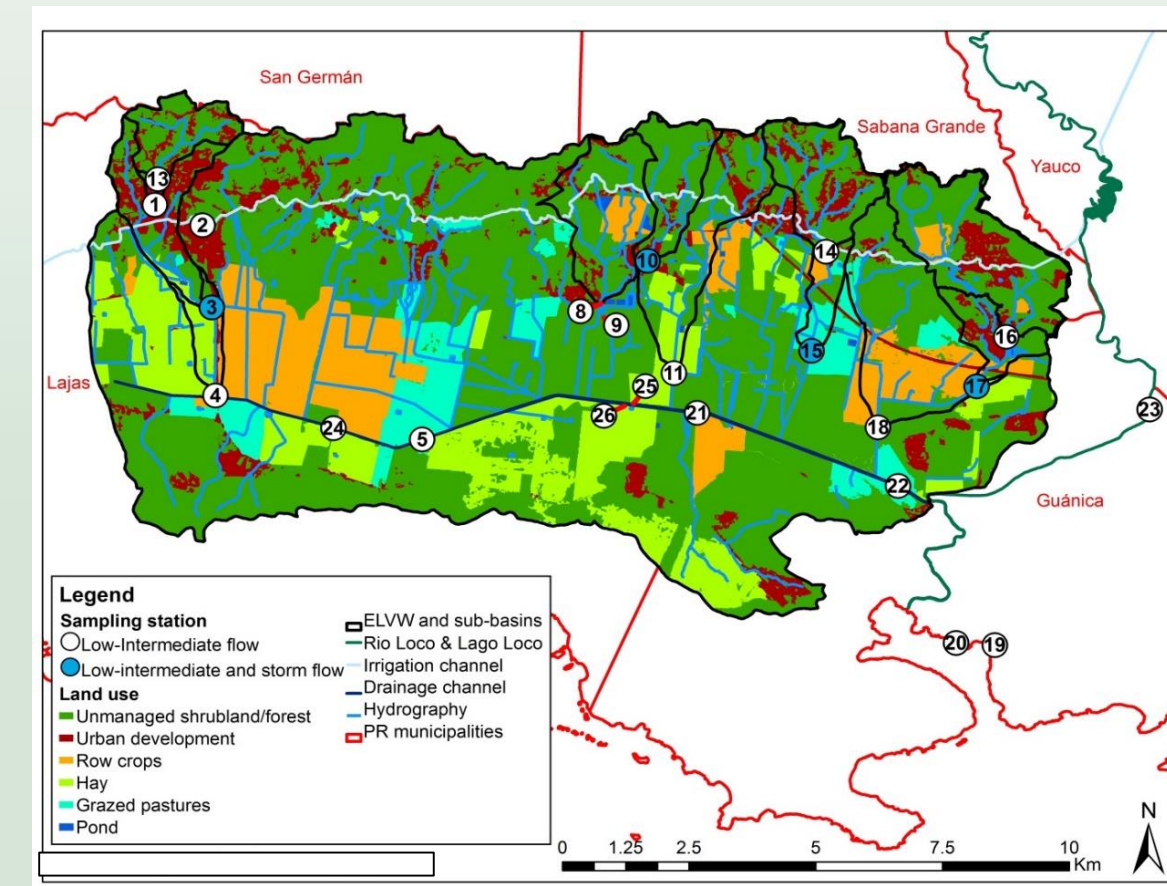 San Germán
Sabana Grande
Yauco
13
1
2
14
10
3
8
9
15
16
11
17
Lajas
4
25
26
21
23
24
5
18
22
Guánica
20
19
Legend
Sampling station
Low-Intermediate flow
Low-intermediate and storm flow
Land use
Unmanaged shrubland/forest
Urban development
Row crops
Hay
Grazed pastures
Pond
ELVW and sub-basins
Rio Loco & Lago Loco
Irrigation channel
Drainage channel
Hydrography
PR municipalities
N
0 1.25 2.5 5 7.5 10
Km